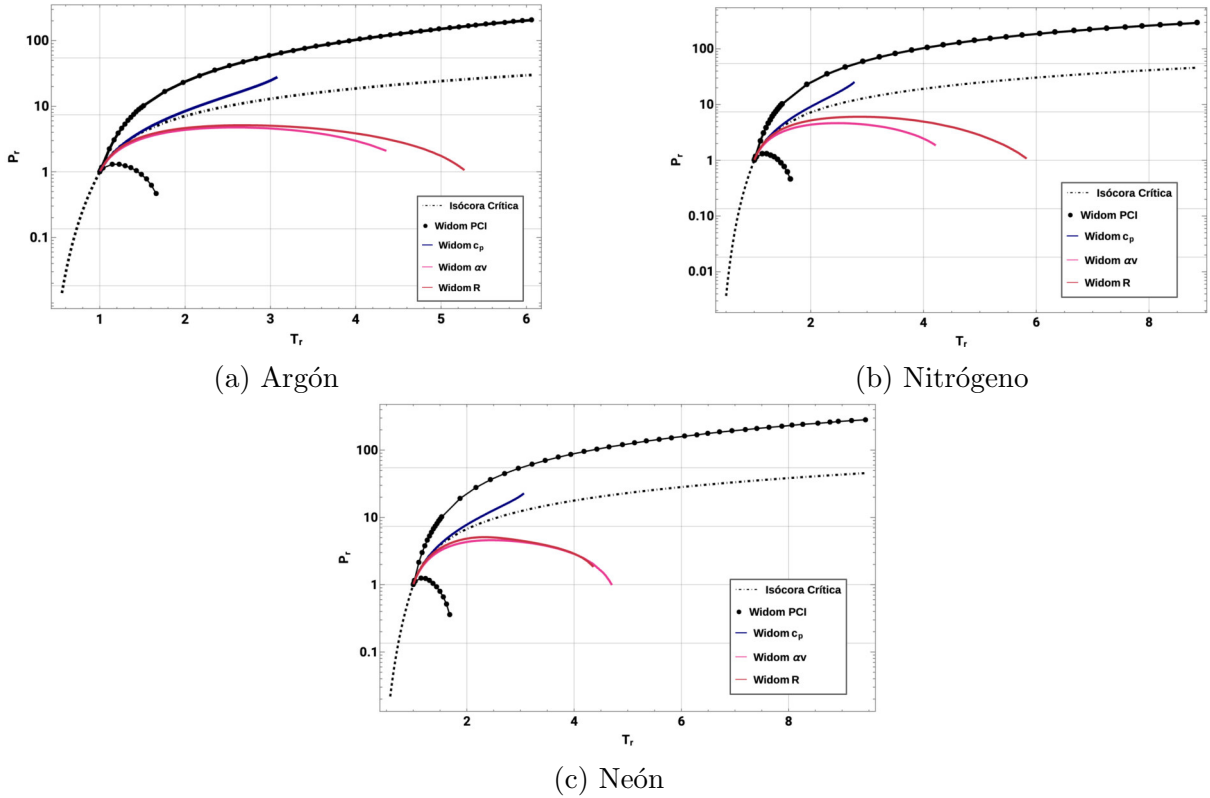 100
10
1
0.1
P_r
1 2 3 4 5 6
T_r
Isócora Crítica
Widom PCI
Widom c_p
Widom αv
Widom R
(a) Argón
100
10
1
0.10
0.01
P_r
2 4 6 8
T_r
Isócora Crítica
Widom PCI
Widom c_p
Widom αv
Widom R
(b) Nitrógeno
100
10
1
0.1
P_r
2 4 6 8
T_r
Isócora Crítica
Widom PCI
Widom c_p
Widom αv
Widom R
(c) Neón